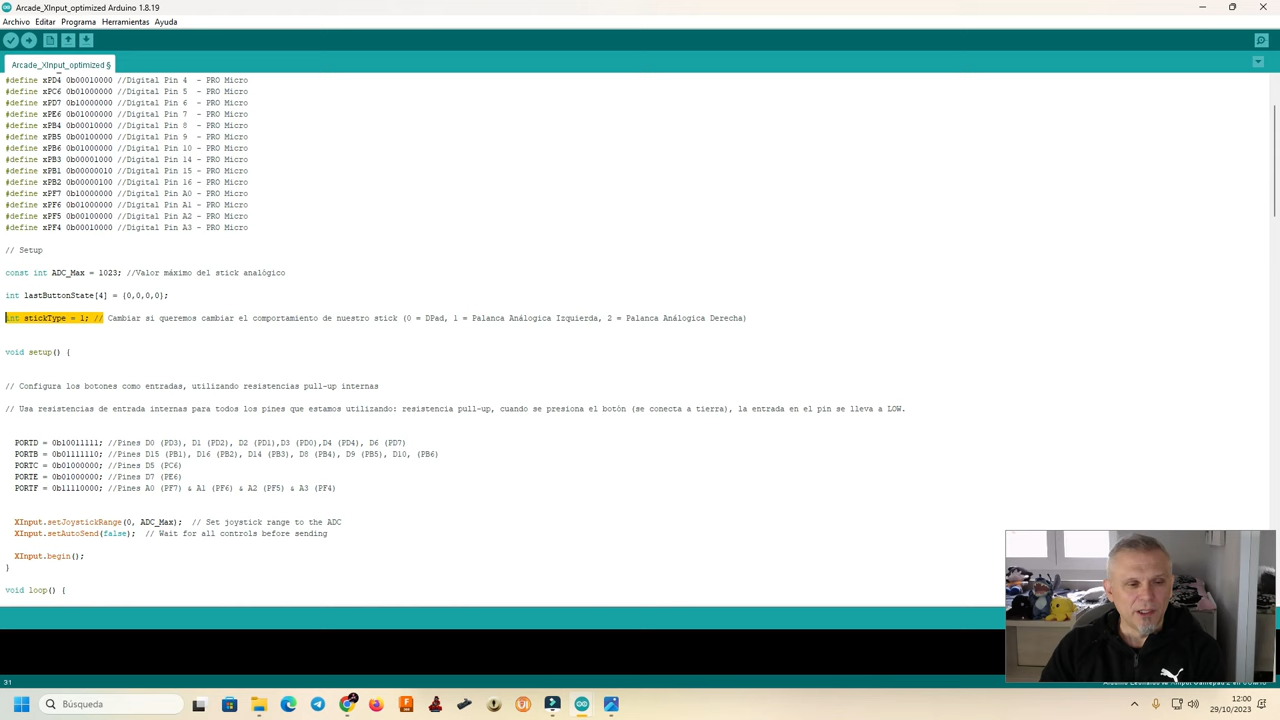 Arcade_XInput_optimized Arduino 1.8.19
Archivo Editar Programa Herramientas Ayuda
Arcade_XInput_optimized §
#define xPD4 0b00010000 //Digital Pin 4 - PRO Micro
#define xPC6 0b01000000 //Digital Pin 5 - PRO Micro
#define xPD7 0b10000000 //Digital Pin 6 - PRO Micro
#define xPE6 0b01000000 //Digital Pin 7 - PRO Micro
#define xPB4 0b00010000 //Digital Pin 8 - PRO Micro
#define xPB5 0b00100000 //Digital Pin 9 - PRO Micro
#define xPB6 0b01000000 //Digital Pin 10 - PRO Micro
#define xPB3 0b00001000 //Digital Pin 14 - PRO Micro
#define xPB1 0b00000010 //Digital Pin 15 - PRO Micro
#define xPB2 0b00000100 //Digital Pin 16 - PRO Micro
#define xPF7 0b10000000 //Digital Pin A0 - PRO Micro
#define xPF6 0b01000000 //Digital Pin A1 - PRO Micro
#define xPF5 0b00100000 //Digital Pin A2 - PRO Micro
#define xPF4 0b00010000 //Digital Pin A3 - PRO Micro
// Setup
const int ADC_Max = 1023; //Valor máximo del stick analógico
int lastButtonState[4] = {0,0,0,0};
int stickType = 1; // Cambiar si queremos cambiar el comportamiento de nuestro stick (0 = DPad, 1 = Palanca Análogica Izquierda, 2 = Palanca Análogica Derecha)
void setup() {
// Configura los botones como entradas, utilizando resistencias pull-up internas
// Usa resistencias de entrada internas para todos los pines que estamos utilizando: resistencia pull-up, cuando se presiona el botón (se conecta a tierra), la entrada en el pin se lleva a LOW.
PORTD = 0b10011111; //Pines D0 (PD3), D1 (PD2), D2 (PD1),D3 (PD0),D4 (PD4), D6 (PD7)
PORTB = 0b01111110; //Pines D15 (PB1), D16 (PB2), D14 (PB3), D8 (PB4), D9 (PB5), D10, (PB6)
PORTC = 0b01000000; //Pines D5 (PC6)
PORTE = 0b01000000; //Pines D7 (PE6)
PORTF = 0b11110000; //Pines A0 (PF7) & A1 (PF6) & A2 (PF5) & A3 (PF4)
XInput.setJoystickRange(0, ADC_Max); // Set joystick range to the ADC
XInput.setAutoSend(false); // Wait for all controls before sending
XInput.begin();
}
void loop() {
31
Búsqueda
12:00
29/10/2023